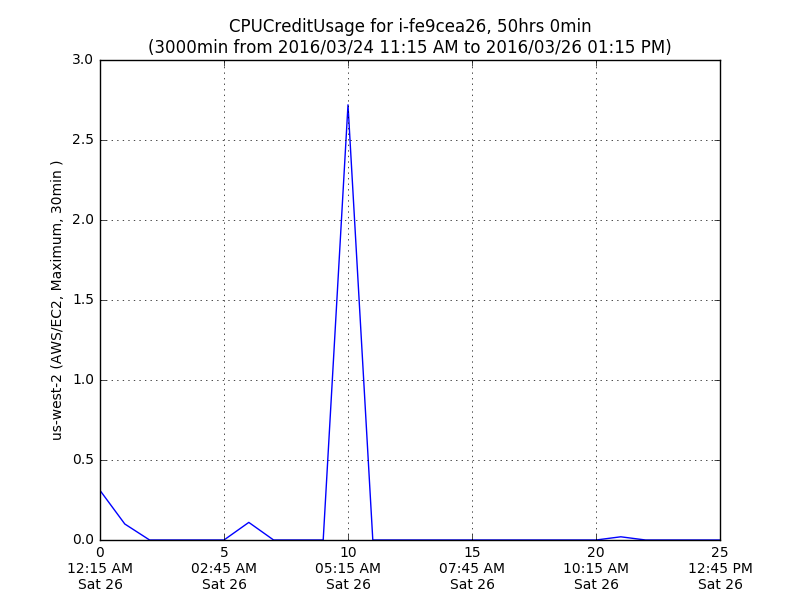 CPUCreditUsage for i-fe9cea26, 50hrs 0min
(3000min from 2016/03/24 11:15 AM to 2016/03/26 01:15 PM)
us-west-2 (AWS/EC2, Maximum, 30min )
3.0
2.5
2.0
1.5
1.0
0.5
0.0
0 5 10 15 20 25
12:15 AM 02:45 AM 05:15 AM 07:45 AM 10:15 AM 12:45 PM
Sat 26 Sat 26 Sat 26 Sat 26 Sat 26 Sat 26